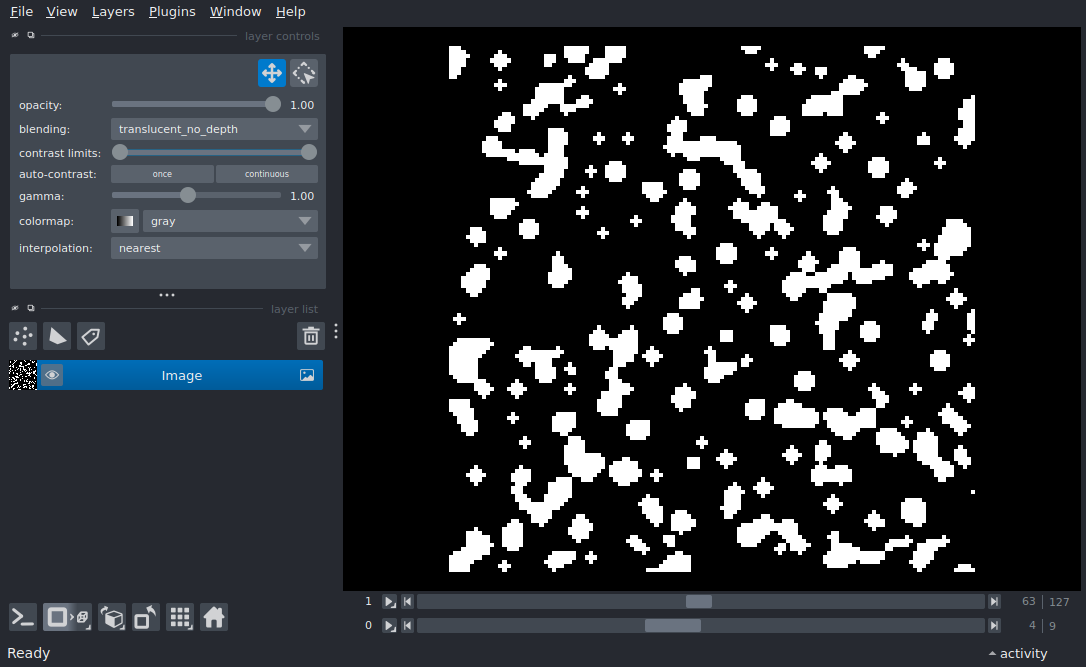 File View Layers Plugins Window Help
layer controls
opacity: 1.00
blending: translucent_no_depth
contrast limits:
auto-contrast: once continuous
gamma: 1.00
colormap: gray
interpolation: nearest
layer list
Image
1 63 127
0 4 9
Ready activity